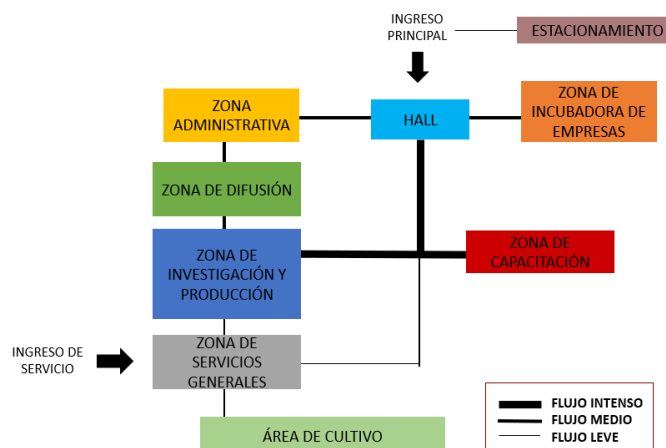 INGRESO
PRINCIPAL
ESTACIONAMIENTO
ZONA
ADMINISTRATIVA
HALL
ZONA DE
INCUBADORA DE
EMPRESAS
ZONA DE DIFUSIÓN
ZONA DE
INVESTIGACIÓN Y
PRODUCCIÓN
ZONA DE
CAPACITACIÓN
INGRESO DE
SERVICIO
ZONA DE
SERVICIOS
GENERALES
ÁREA DE CULTIVO
FLUJO INTENSO
FLUJO MEDIO
FLUJO LEVE